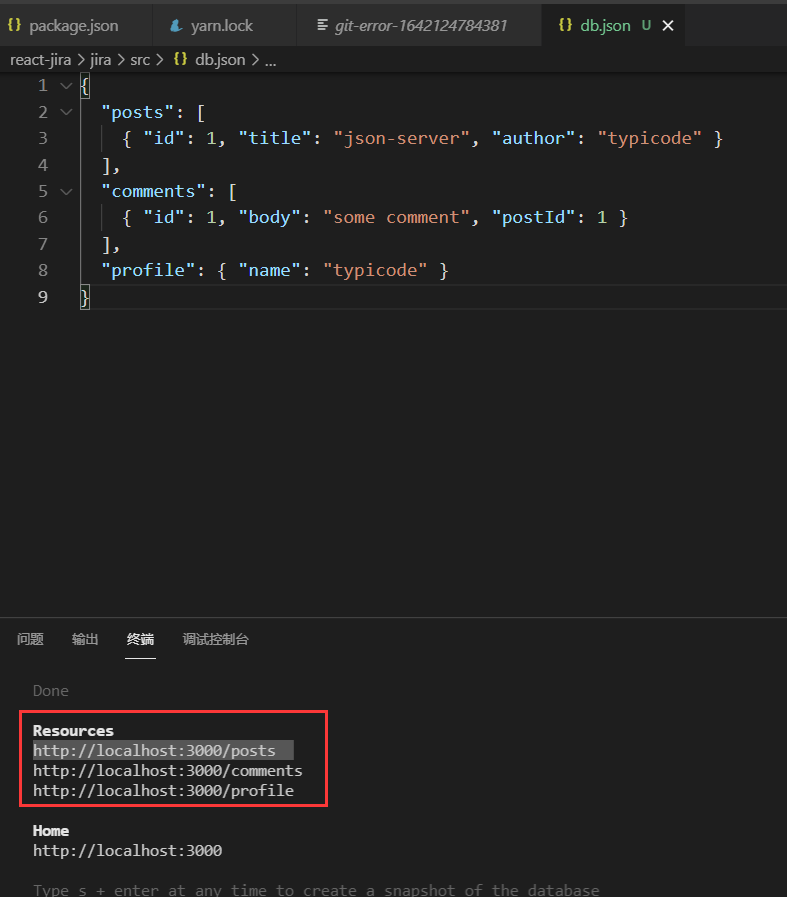 package.json yarn.lock git-error-1642124784381 db.json U
react-jira > jira > src > {} db.json > ...
1 {
2 "posts": [
3 { "id": 1, "title": "json-server", "author": "typicode" }
4 ],
5 "comments": [
6 { "id": 1, "body": "some comment", "postId": 1 }
7 ],
8 "profile": { "name": "typicode" }
9 }
问题 输出 终端 调试控制台
Done
Resources
http://localhost:3000/posts
http://localhost:3000/comments
http://localhost:3000/profile
Home
http://localhost:3000
Type s + enter at any time to create a snapshot of the database